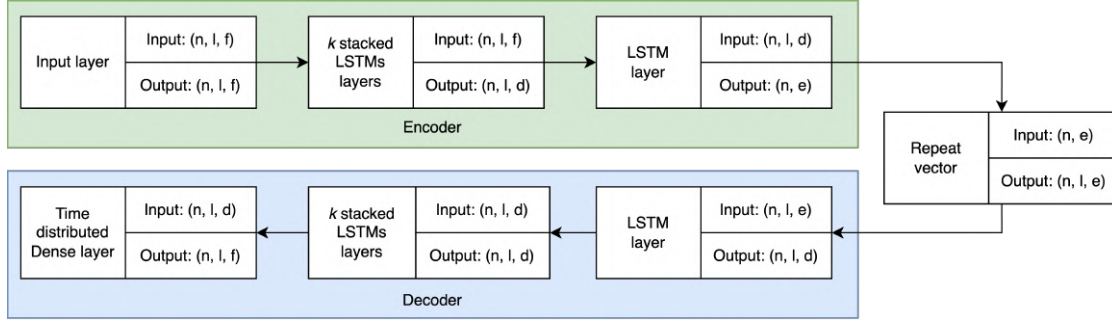 Input layer
Input: (n, l, f)
Output: (n, l, f)
k stacked
LSTMs
layers
Input: (n, l, f)
Output: (n, l, d)
LSTM
layer
Input: (n, l, d)
Output: (n, e)
Encoder
Repeat
vector
Input: (n, e)
Output: (n, l, e)
Time
distributed
Dense layer
Input: (n, l, d)
Output: (n, l, f)
k stacked
LSTMs
layers
Input: (n, l, d)
Output: (n, l, d)
LSTM
layer
Input: (n, l, e)
Output: (n, l, d)
Decoder